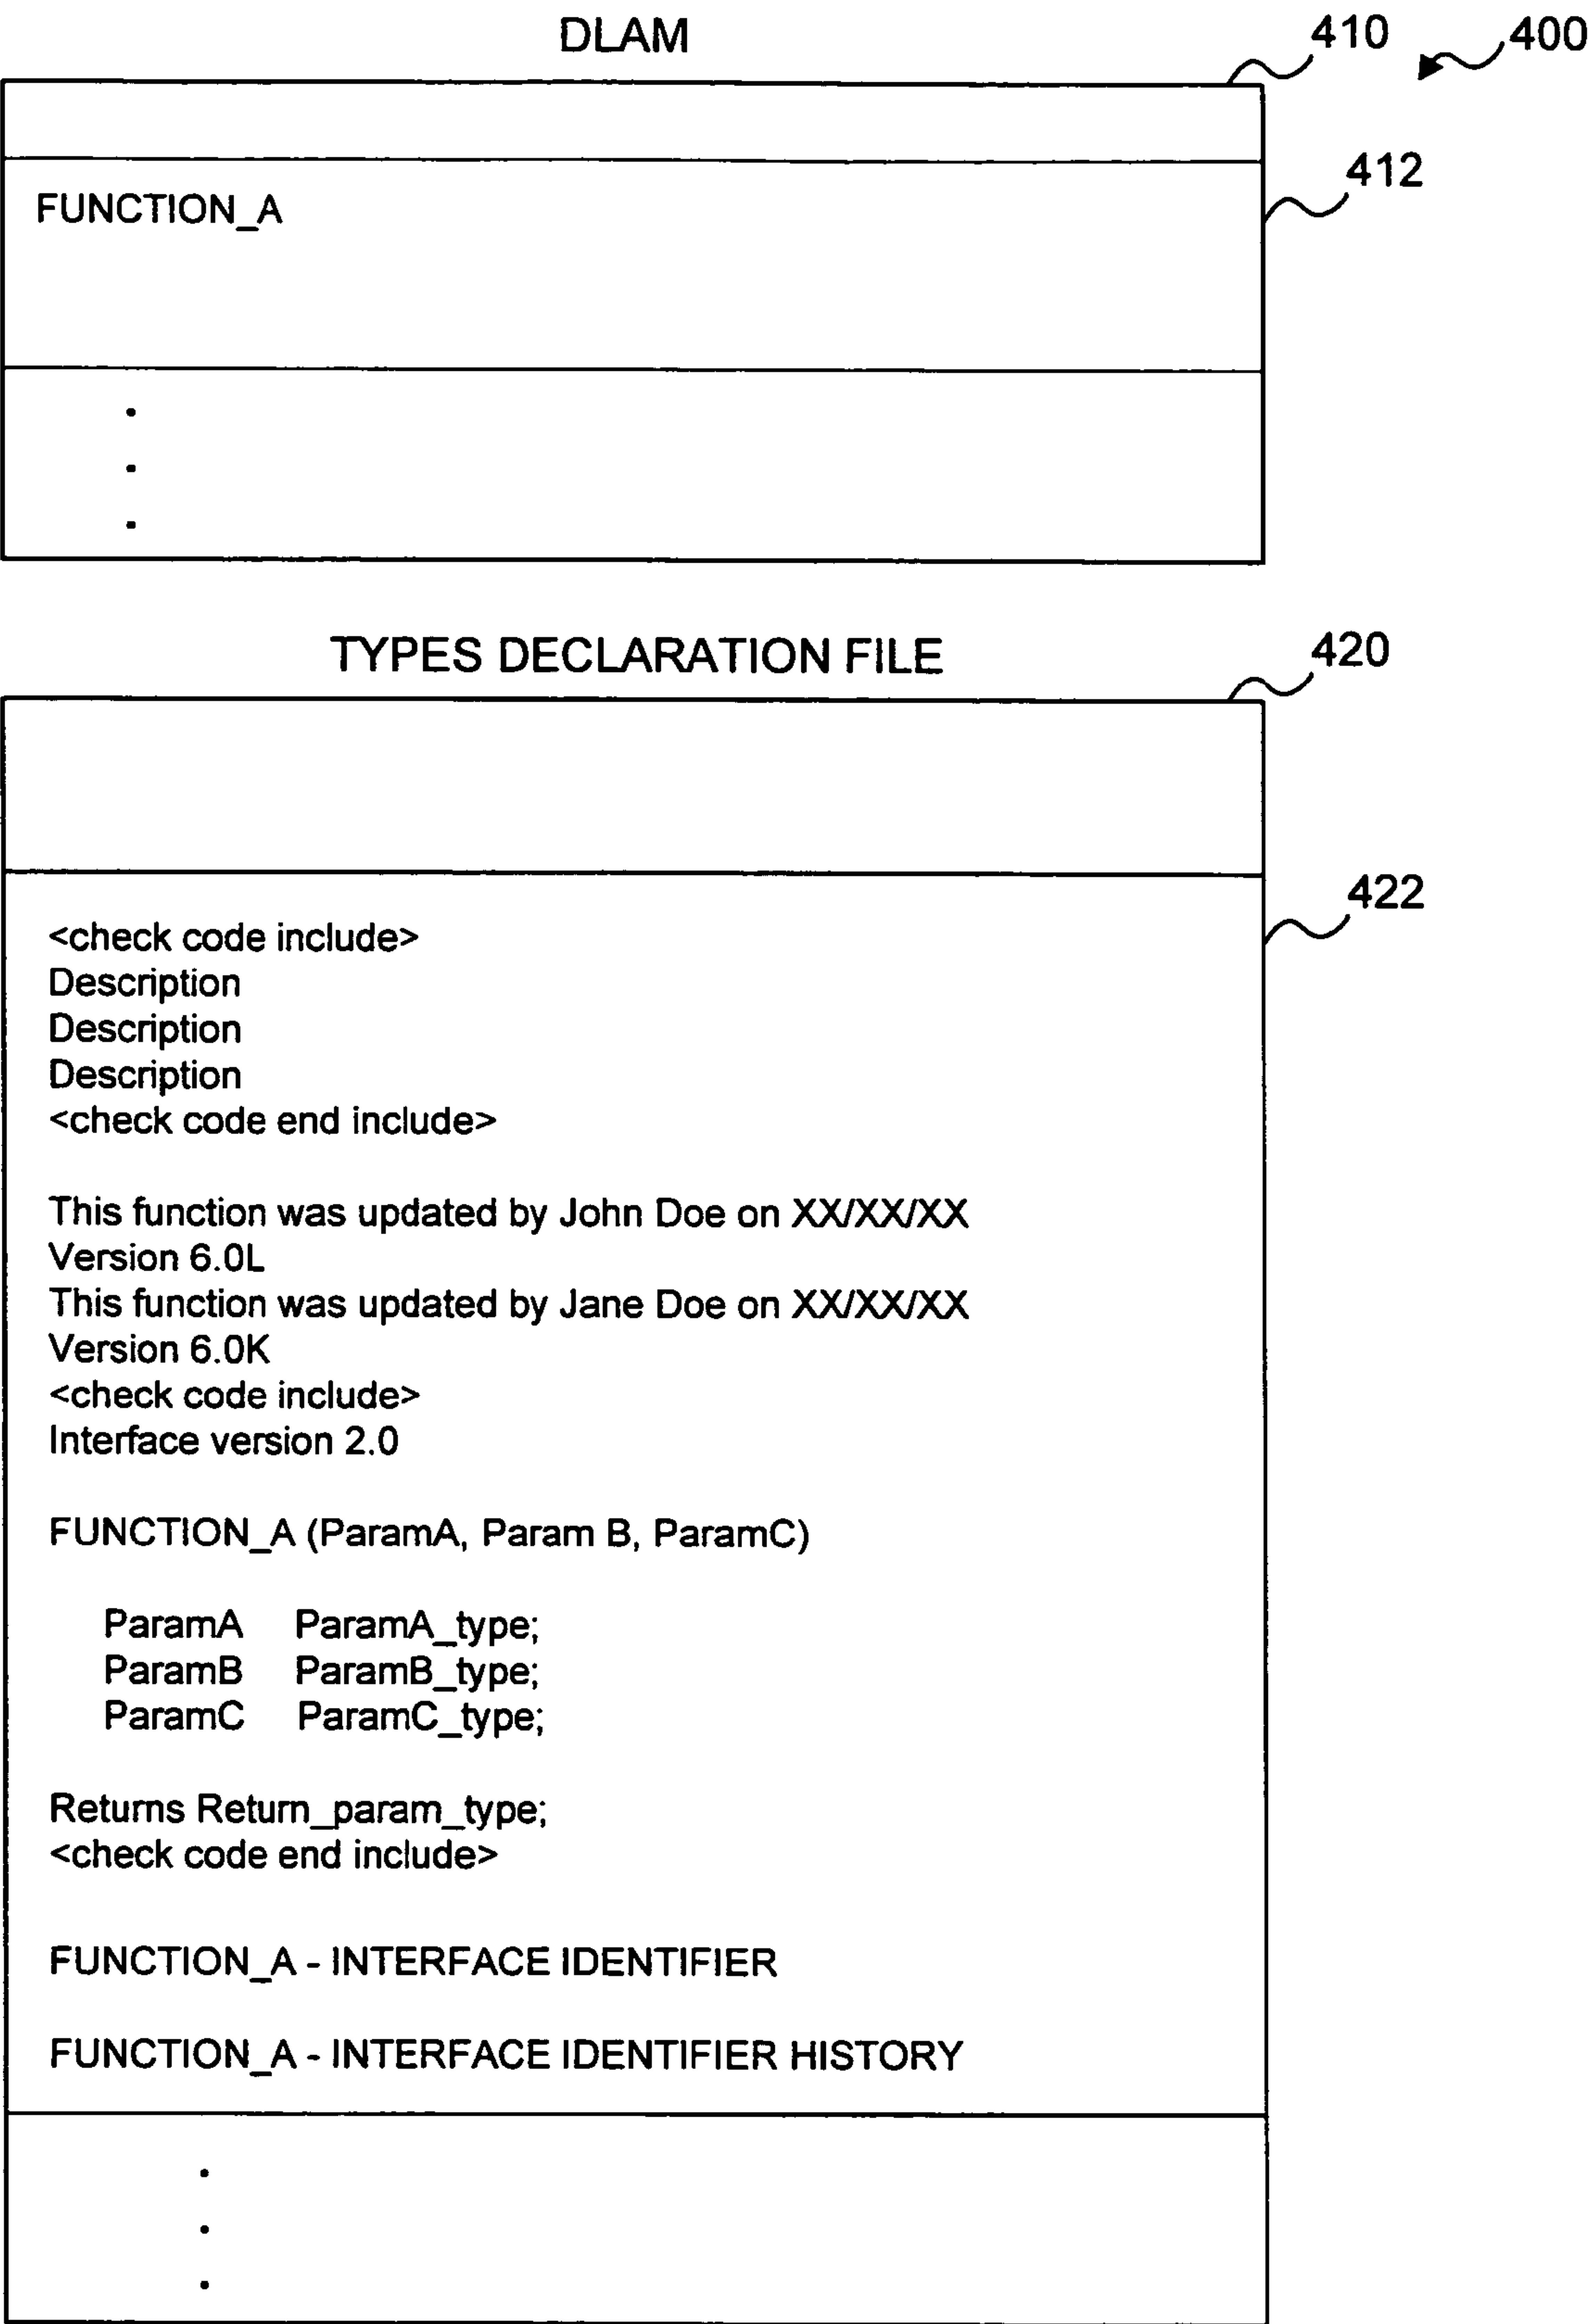 DLAM
410
400
412
FUNCTION_A
.
.
.
TYPES DECLARATION FILE
420
422
<check code include>
Description
Description
Description
<check code end include>
This function was updated by John Doe on XX/XX/XX
Version 6.0L
This function was updated by Jane Doe on XX/XX/XX
Version 6.0K
<check code include>
Interface version 2.0
FUNCTION_A (ParamA, Param B, ParamC)
ParamA ParamA_type;
ParamB ParamB_type;
ParamC ParamC_type;
Returns Return_param_type;
<check code end include>
FUNCTION_A - INTERFACE IDENTIFIER
FUNCTION_A - INTERFACE IDENTIFIER HISTORY
.
.
.